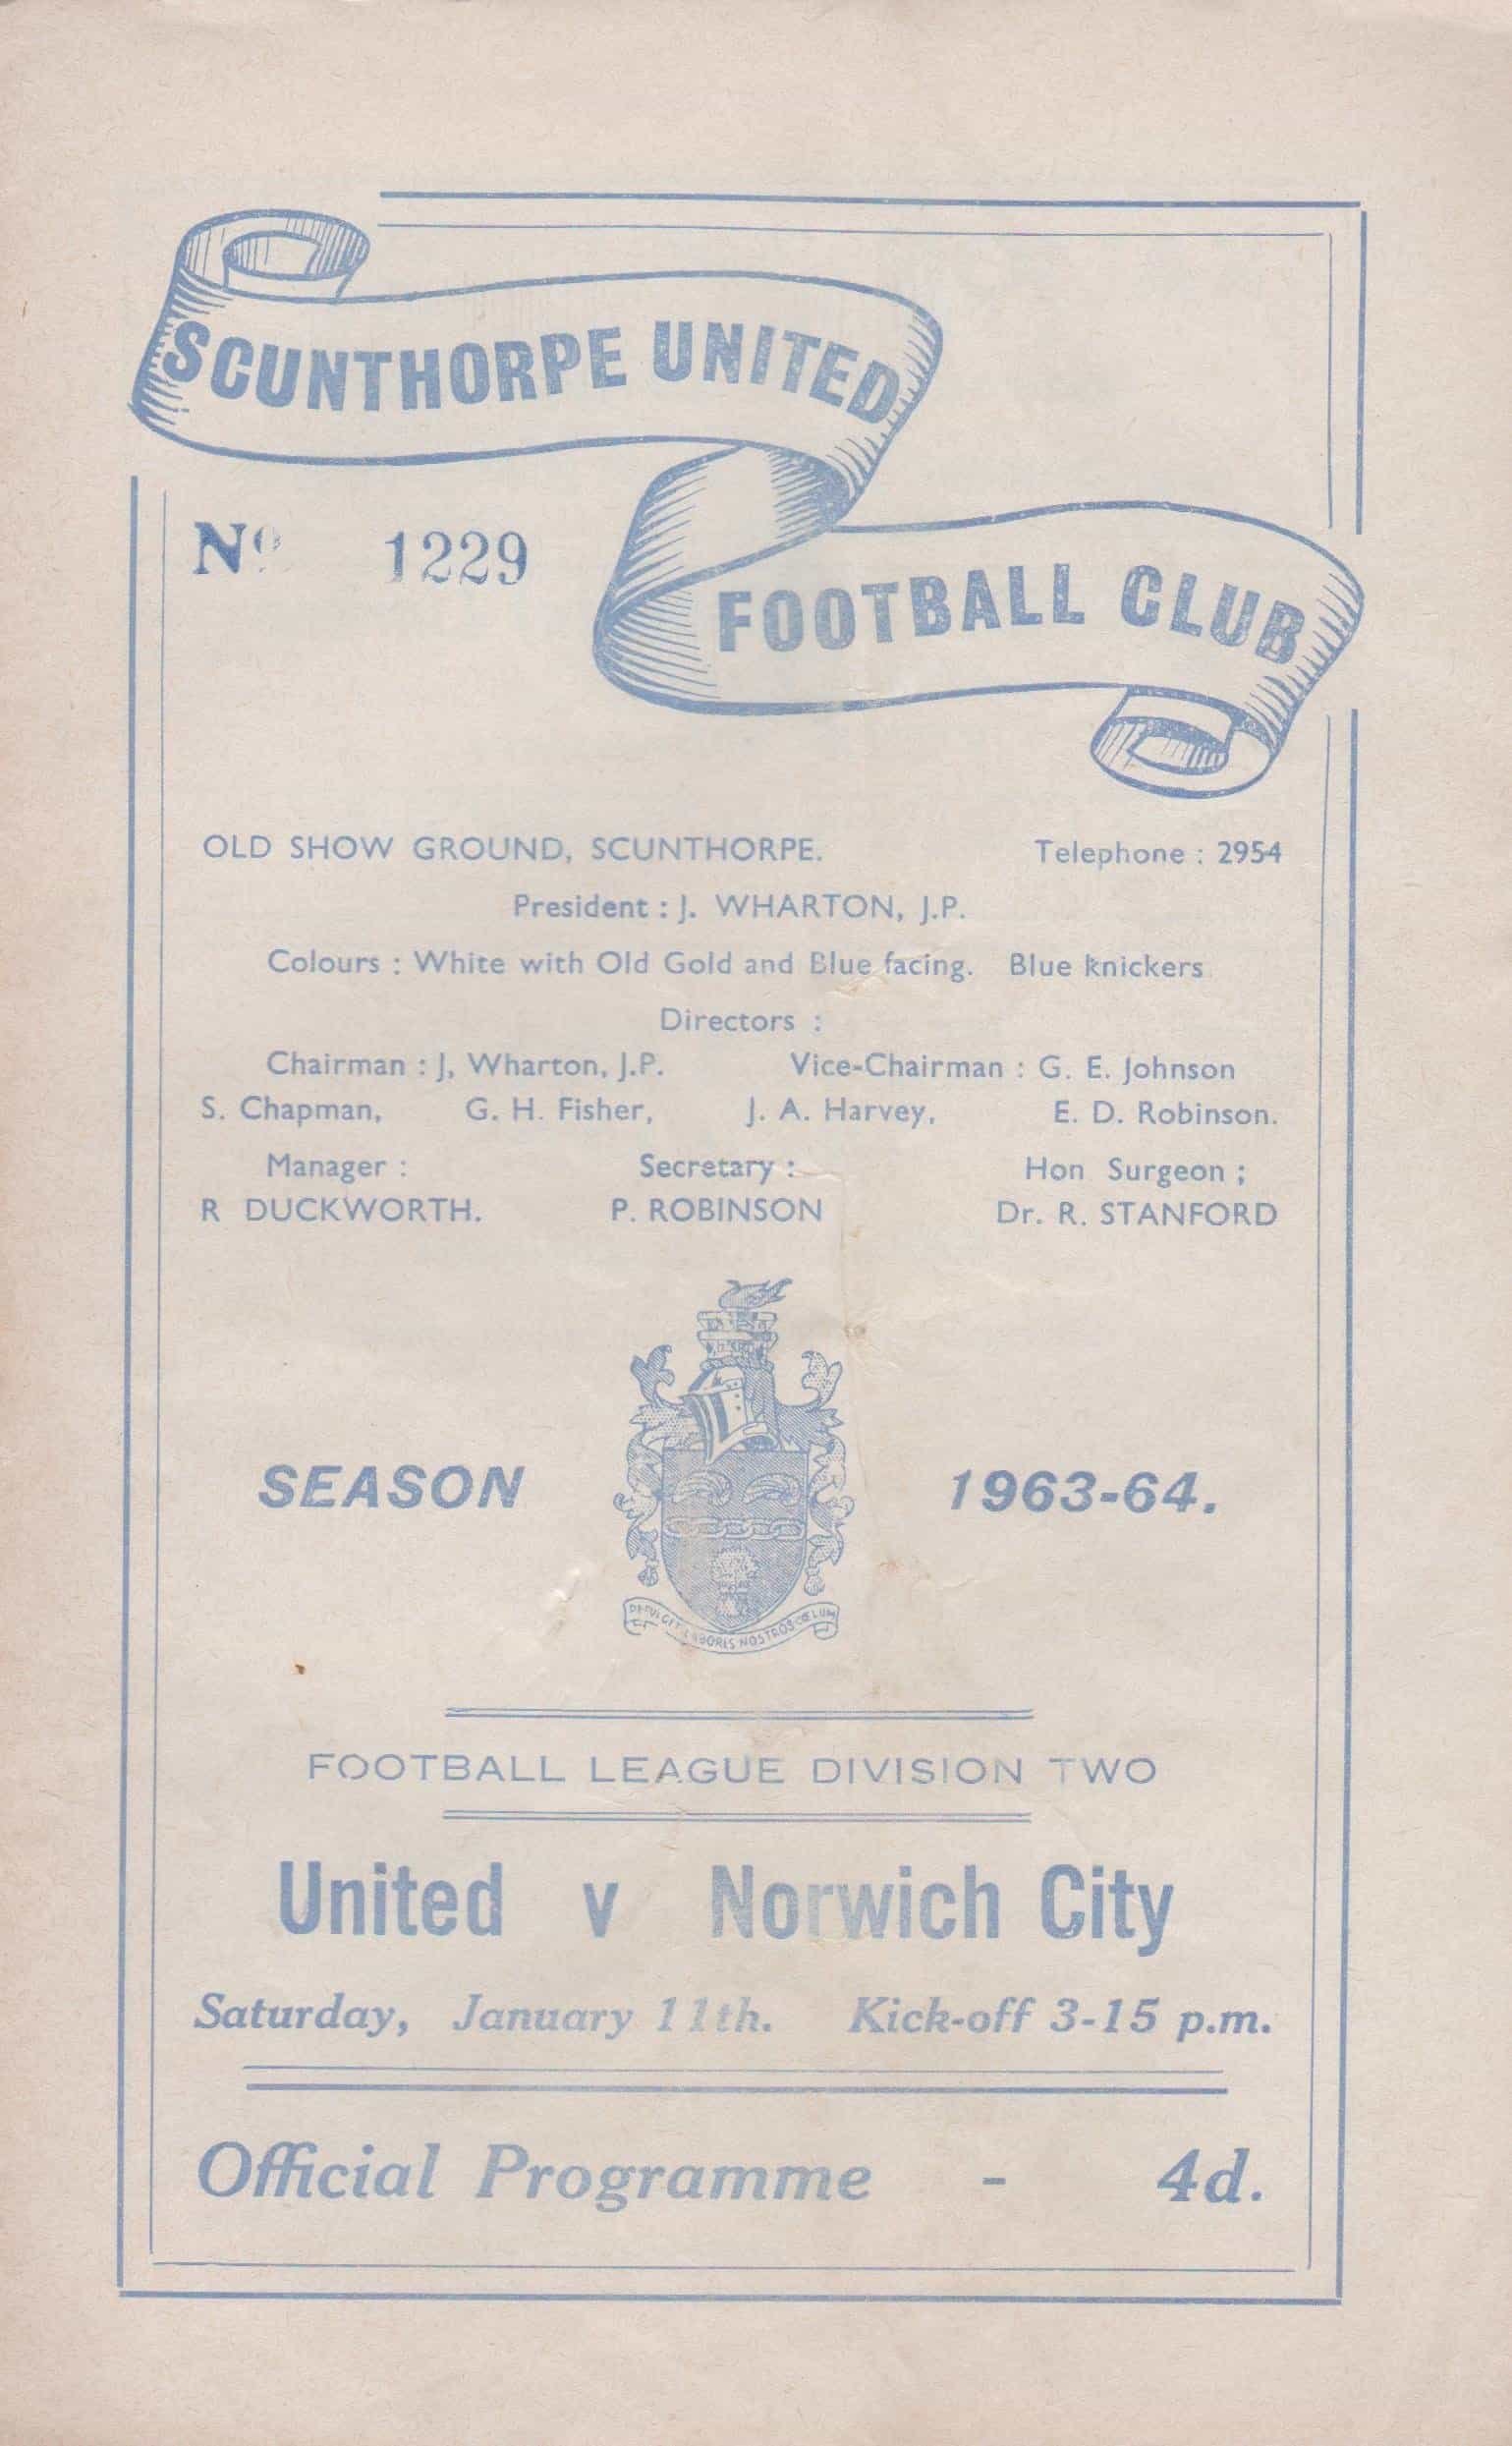 SCUNTHORPE UNITED
FOOTBALL CLUB
Nº 1229
OLD SHOW GROUND, SCUNTHORPE. Telephone : 2954
President : J. WHARTON, J.P.
Colours : White with Old Gold and Blue facing. Blue knickers
Directors :
Chairman : J, Wharton, J.P. Vice-Chairman : G. E. Johnson
S. Chapman, G. H. Fisher, J. A. Harvey, E. D. Robinson.
Manager : Secretary : Hon Surgeon ;
R DUCKWORTH. P. ROBINSON Dr. R. STANFORD
SEASON 1963-64.
LABORIS NOSTROS CŒLUM
FOOTBALL LEAGUE DIVISION TWO
United v Norwich City
Saturday, January 11th. Kick-off 3-15 p.m.
Official Programme - 4d.